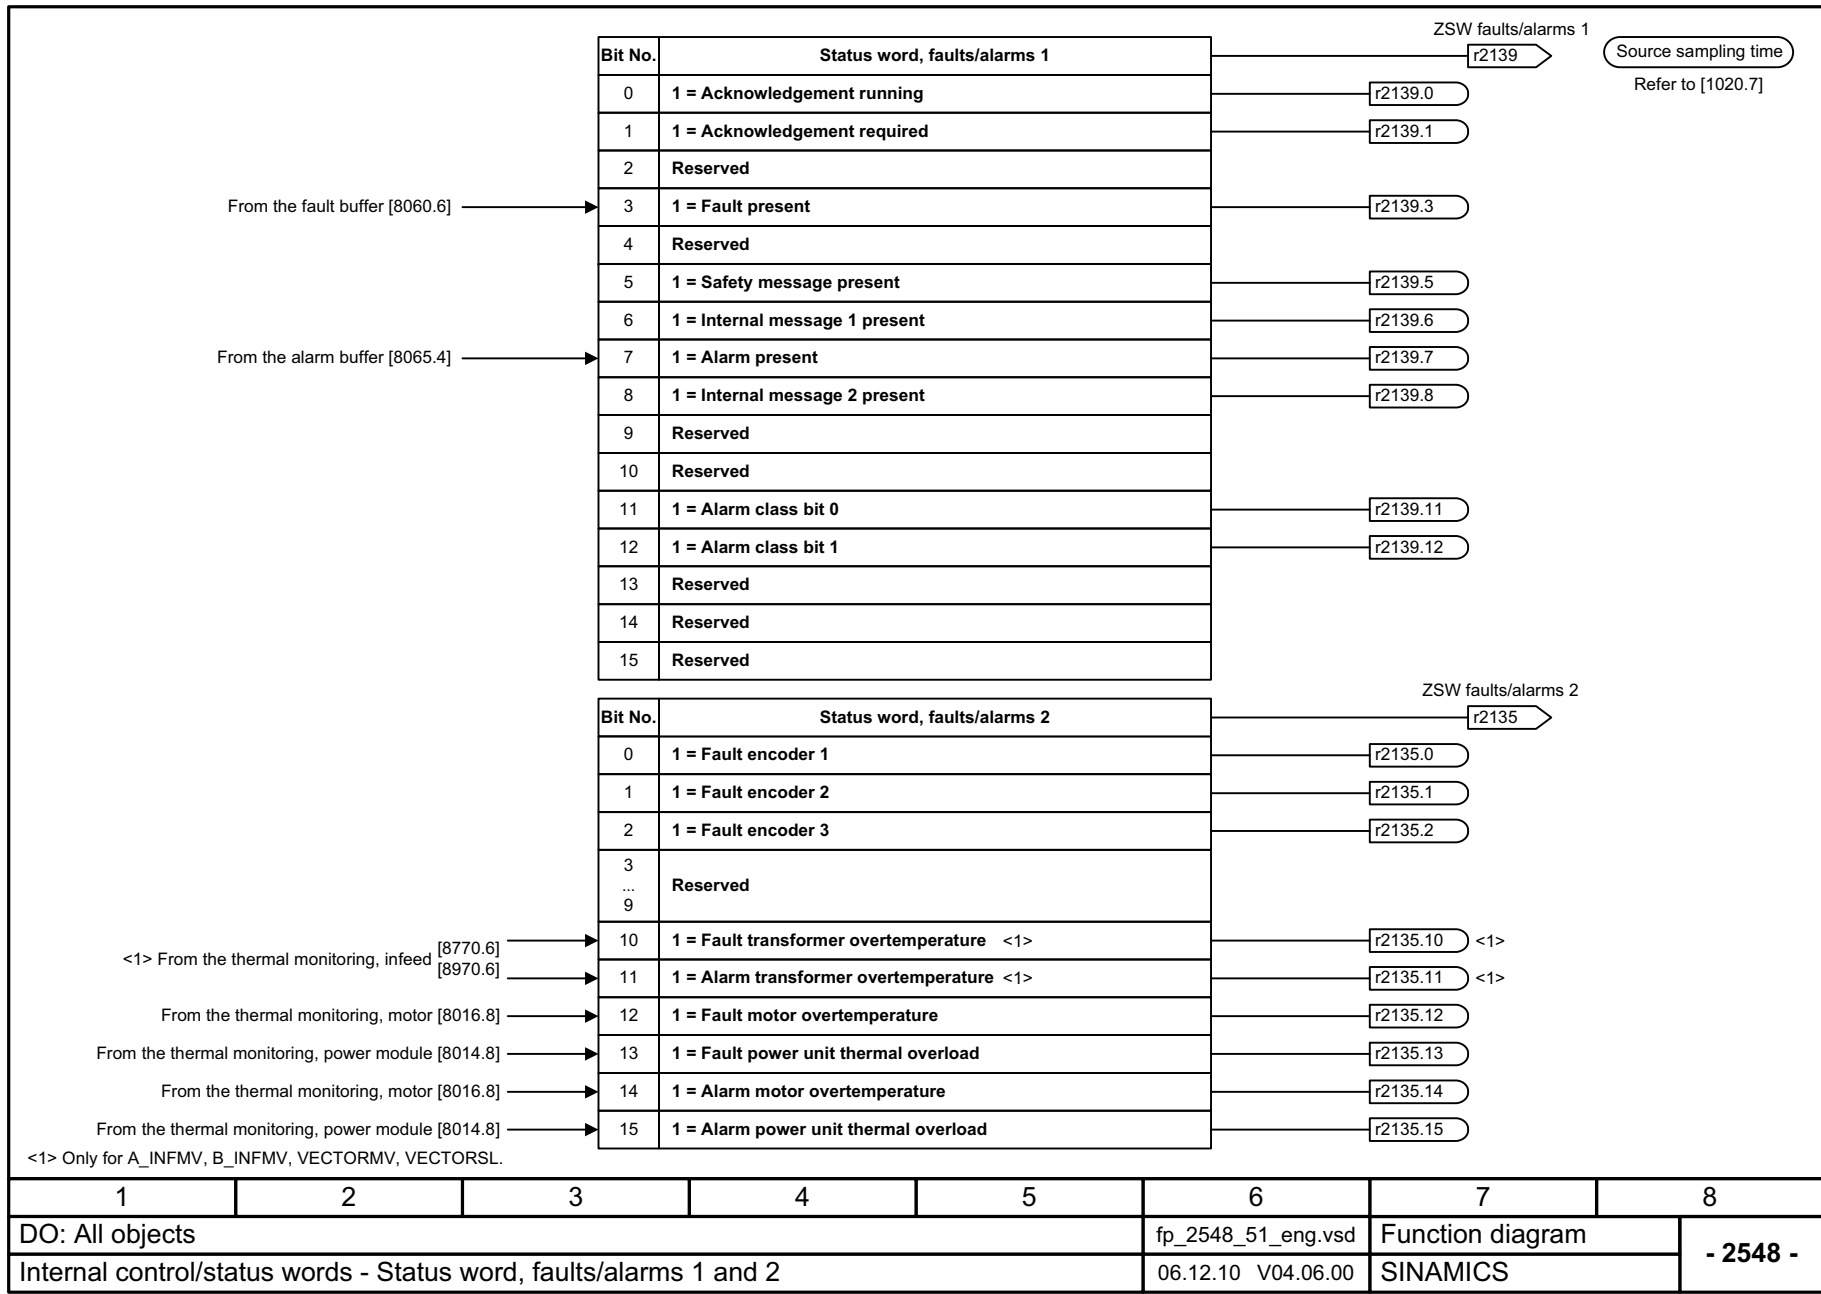 ZSW faults/alarms 1
Bit No. Status word, faults/alarms 1 r2139 Source sampling time
Refer to [1020.7]
0 1 = Acknowledgement running r2139.0
1 1 = Acknowledgement required r2139.1
2 Reserved
From the fault buffer [8060.6] 3 1 = Fault present r2139.3
4 Reserved
5 1 = Safety message present r2139.5
6 1 = Internal message 1 present r2139.6
From the alarm buffer [8065.4] 7 1 = Alarm present r2139.7
8 1 = Internal message 2 present r2139.8
9 Reserved
10 Reserved
11 1 = Alarm class bit 0 r2139.11
12 1 = Alarm class bit 1 r2139.12
13 Reserved
14 Reserved
15 Reserved
ZSW faults/alarms 2
Bit No. Status word, faults/alarms 2 r2135
0 1 = Fault encoder 1 r2135.0
1 1 = Fault encoder 2 r2135.1
2 1 = Fault encoder 3 r2135.2
3
... Reserved
9
<1> From the thermal monitoring, infeed [8770.6] 10 1 = Fault transformer overtemperature <1> r2135.10 <1>
[8970.6] 11 1 = Alarm transformer overtemperature <1> r2135.11 <1>
From the thermal monitoring, motor [8016.8] 12 1 = Fault motor overtemperature r2135.12
From the thermal monitoring, power module [8014.8] 13 1 = Fault power unit thermal overload r2135.13
From the thermal monitoring, motor [8016.8] 14 1 = Alarm motor overtemperature r2135.14
From the thermal monitoring, power module [8014.8] 15 1 = Alarm power unit thermal overload r2135.15
<1> Only for A_INFMV, B_INFMV, VECTORMV, VECTORSL.
1 2 3 4 5 6 7 8
DO: All objects fp_2548_51_eng.vsd Function diagram - 2548 -
Internal control/status words - Status word, faults/alarms 1 and 2 06.12.10 V04.06.00 SINAMICS